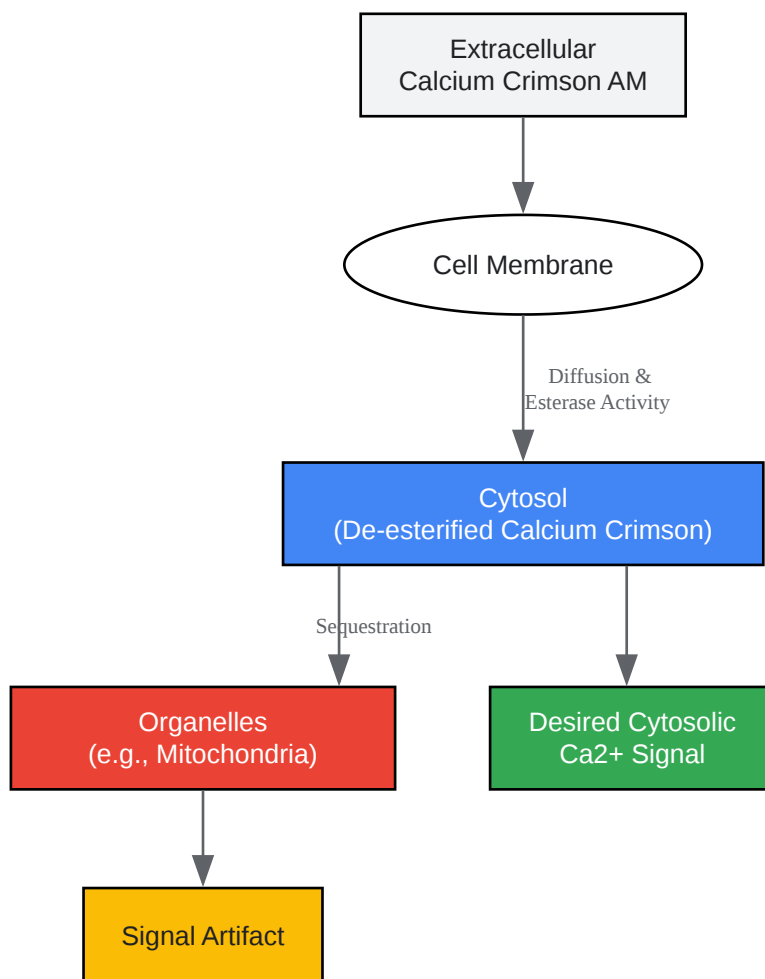 Extracellular
Calcium Crimson AM
Cell Membrane
Diffusion &
Esterase Activity
Cytosol
(De-esterified Calcium Crimson)
Sequestration
Organelles
(e.g., Mitochondria)
Desired Cytosolic
Ca2+ Signal
Signal Artifact